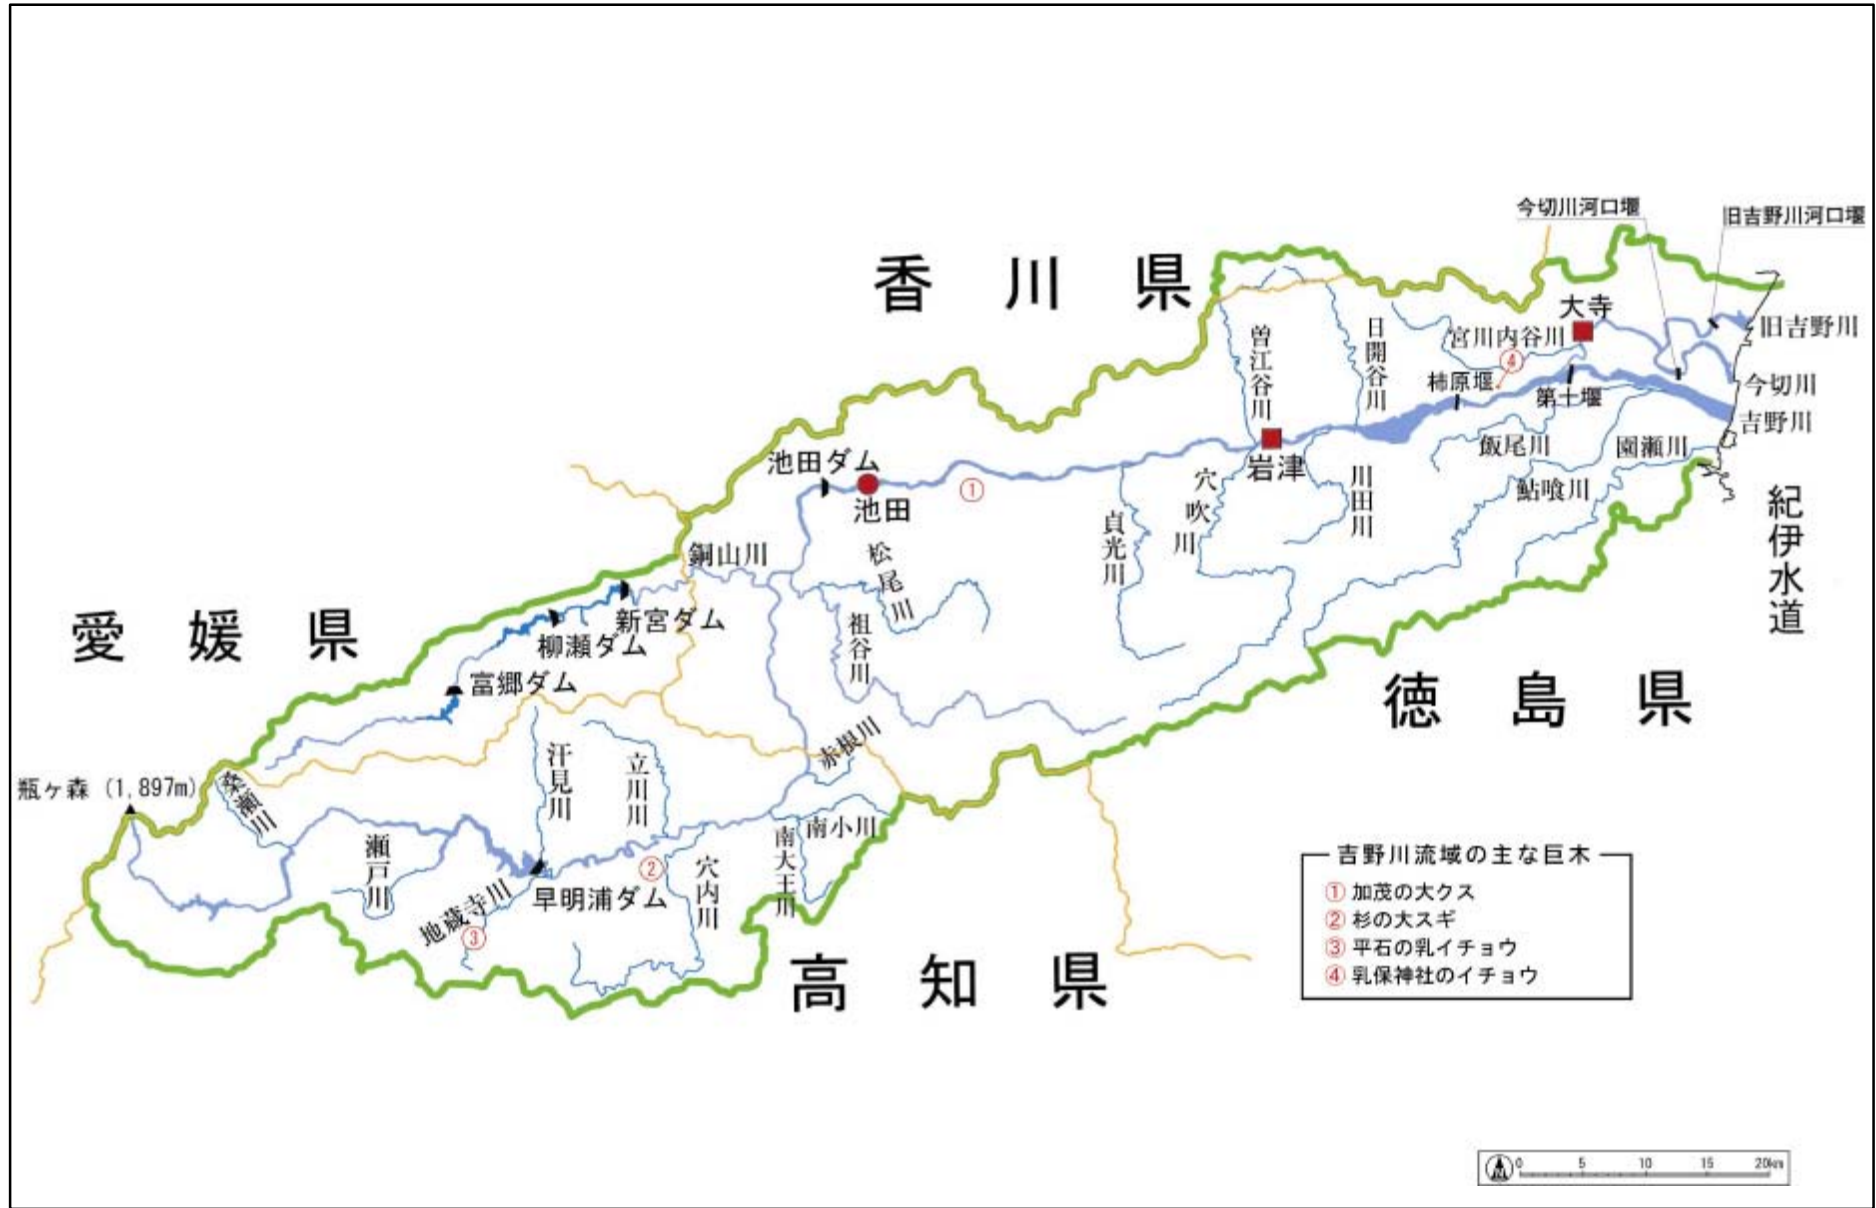 今切川河口堰
旧吉野川河口堰
香川県
大寺
旧吉野川
宮川内谷川
曽江谷川
日開谷川
④
柿原堰
第十堰
今切川
吉野川
飯尾川
園瀬川
池田ダム
池田
①
岩津
穴吹川
川田川
鮎喰川
貞光川
紀伊水道
銅山川
松尾川
愛媛県
新宮ダム
柳瀬ダム
祖谷川
富郷ダム
徳島県
瓶ヶ森 (1,897m)
桑瀬川
汗見川
立川川
赤根川
瀬戸川
地蔵寺川
③
早明浦ダム
②
穴内川
南大王川
南小川
高知県
吉野川流域の主な巨木
① 加茂の大クス
② 杉の大スギ
③ 平石の乳イチョウ
④ 乳保神社のイチョウ
0 5 10 15 20km